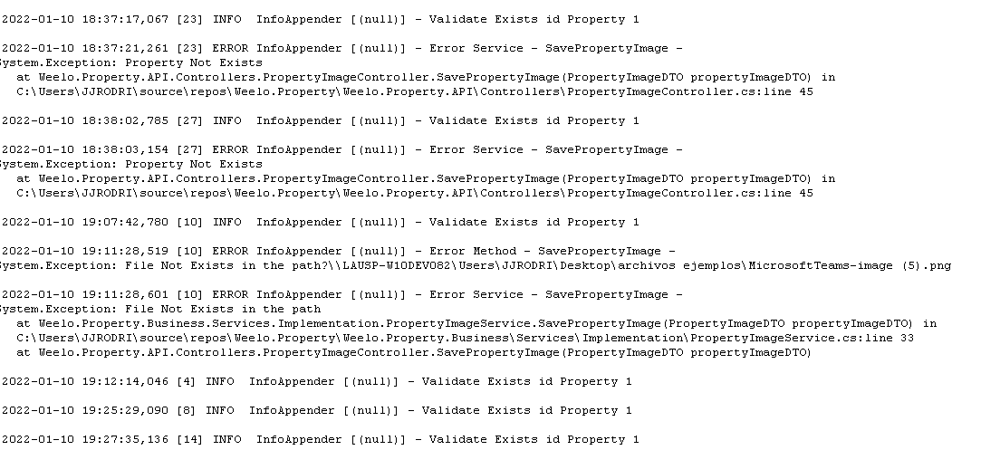 2022-01-10 18:37:17,067 [23] INFO  InfoAppender [(null)] - Validate Exists id Property 1
2022-01-10 18:37:21,261 [23] ERROR InfoAppender [(null)] - Error Service - SavePropertyImage -
System.Exception: Property Not Exists
at Weelo.Property.API.Controllers.PropertyImageController.SavePropertyImage(PropertyImageDTO propertyImageDTO) in
C:\Users\JJRODRI\source\repos\Weelo.Property\Weelo.Property.API\Controllers\PropertyImageController.cs:line 45
2022-01-10 18:38:02,785 [27] INFO  InfoAppender [(null)] - Validate Exists id Property 1
2022-01-10 18:38:03,154 [27] ERROR InfoAppender [(null)] - Error Service - SavePropertyImage -
System.Exception: Property Not Exists
at Weelo.Property.API.Controllers.PropertyImageController.SavePropertyImage(PropertyImageDTO propertyImageDTO) in
C:\Users\JJRODRI\source\repos\Weelo.Property\Weelo.Property.API\Controllers\PropertyImageController.cs:line 45
2022-01-10 19:07:42,780 [10] INFO  InfoAppender [(null)] - Validate Exists id Property 1
2022-01-10 19:11:28,519 [10] ERROR InfoAppender [(null)] - Error Method - SavePropertyImage -
System.Exception: File Not Exists in the path?\\LAUSP-W10DEV082\Users\JJRODRI\Desktop\archivos ejemplos\MicrosoftTeams-image (5).png
2022-01-10 19:11:28,601 [10] ERROR InfoAppender [(null)] - Error Service - SavePropertyImage -
System.Exception: File Not Exists in the path
at Weelo.Property.Business.Services.Implementation.PropertyImageService.SavePropertyImage(PropertyImageDTO propertyImageDTO) in
C:\Users\JJRODRI\source\repos\Weelo.Property\Weelo.Property.Business\Services\Implementation\PropertyImageService.cs:line 33
at Weelo.Property.API.Controllers.PropertyImageController.SavePropertyImage(PropertyImageDTO propertyImageDTO)
2022-01-10 19:12:14,046 [4] INFO  InfoAppender [(null)] - Validate Exists id Property 1
2022-01-10 19:25:29,090 [8] INFO  InfoAppender [(null)] - Validate Exists id Property 1
2022-01-10 19:27:35,136 [14] INFO  InfoAppender [(null)] - Validate Exists id Property 1